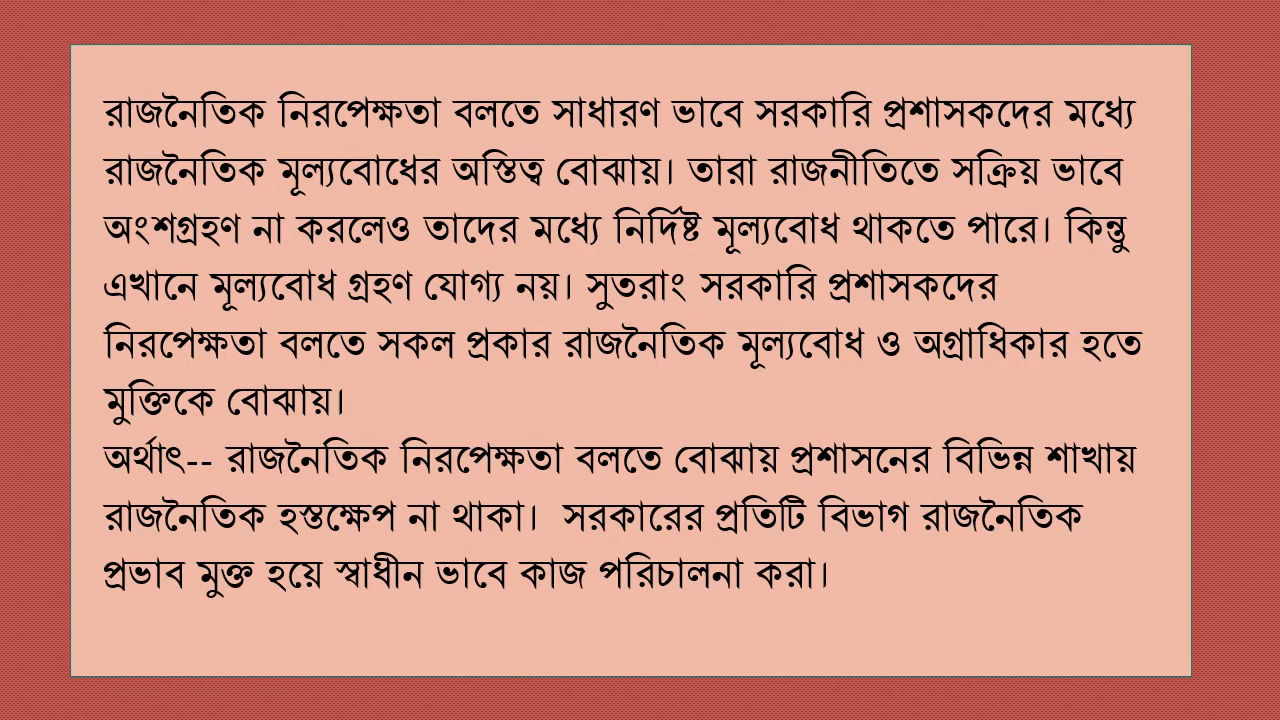 রাজনৈতিক নিরপেক্ষতা বলতে সাধারণ ভাবে সরকারি প্রশাসকদের মধ্যে
রাজনৈতিক মূল্যবোধের অস্তিত্ব বোঝায়। তারা রাজনীতিতে সক্রিয় ভাবে
অংশগ্রহণ না করলেও তাদের মধ্যে নির্দিষ্ট মূল্যবোধ থাকতে পারে। কিন্তু
এখানে মূল্যবোধ গ্রহণ যোগ্য নয়। সুতরাং সরকারি প্রশাসকদের
নিরপেক্ষতা বলতে সকল প্রকার রাজনৈতিক মূল্যবোধ ও অগ্রাধিকার হতে
মুক্তিকে বোঝায়।
অর্থাৎ-- রাজনৈতিক নিরপেক্ষতা বলতে বোঝায় প্রশাসনের বিভিন্ন শাখায়
রাজনৈতিক হস্তক্ষেপ না থাকা।  সরকারের প্রতিটি বিভাগ রাজনৈতিক
প্রভাব মুক্ত হয়ে স্বাধীন ভাবে কাজ পরিচালনা করা।